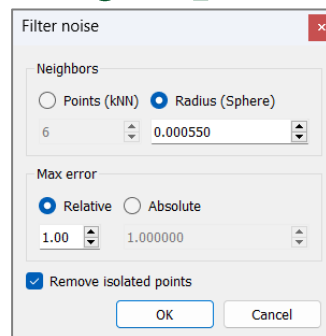 Filter noise
Neighbors
Points (kNN) Radius (Sphere)
6 0.000550
Max error
Relative Absolute
1.00 1.000000
Remove isolated points
OK Cancel